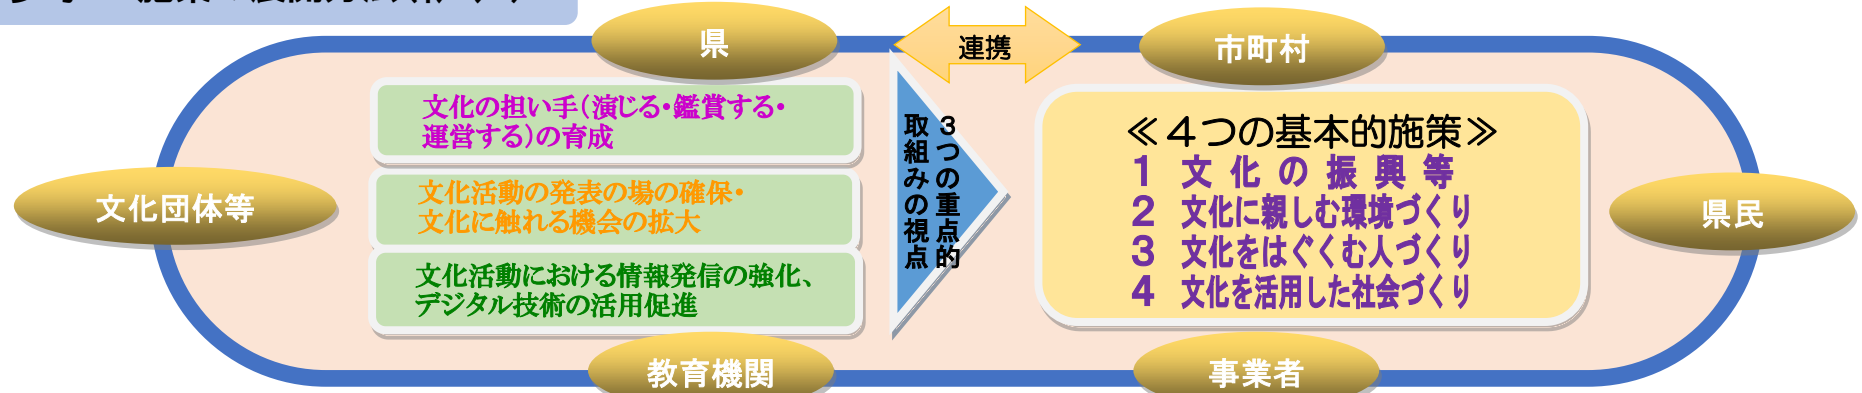 県
連携
市町村
文化の担い手（演じる・鑑賞する・
運営する）の育成
文化活動の発表の場の確保・
文化に触れる機会の拡大
文化活動における情報発信の強化、
デジタル技術の活用促進
３つの重点的
取組みの視点
≪４つの基本的施策≫
１ 文化の振興等
２ 文化に親しむ環境づくり
３ 文化をはぐくむ人づくり
４ 文化を活用した社会づくり
文化団体等
県民
教育機関
事業者